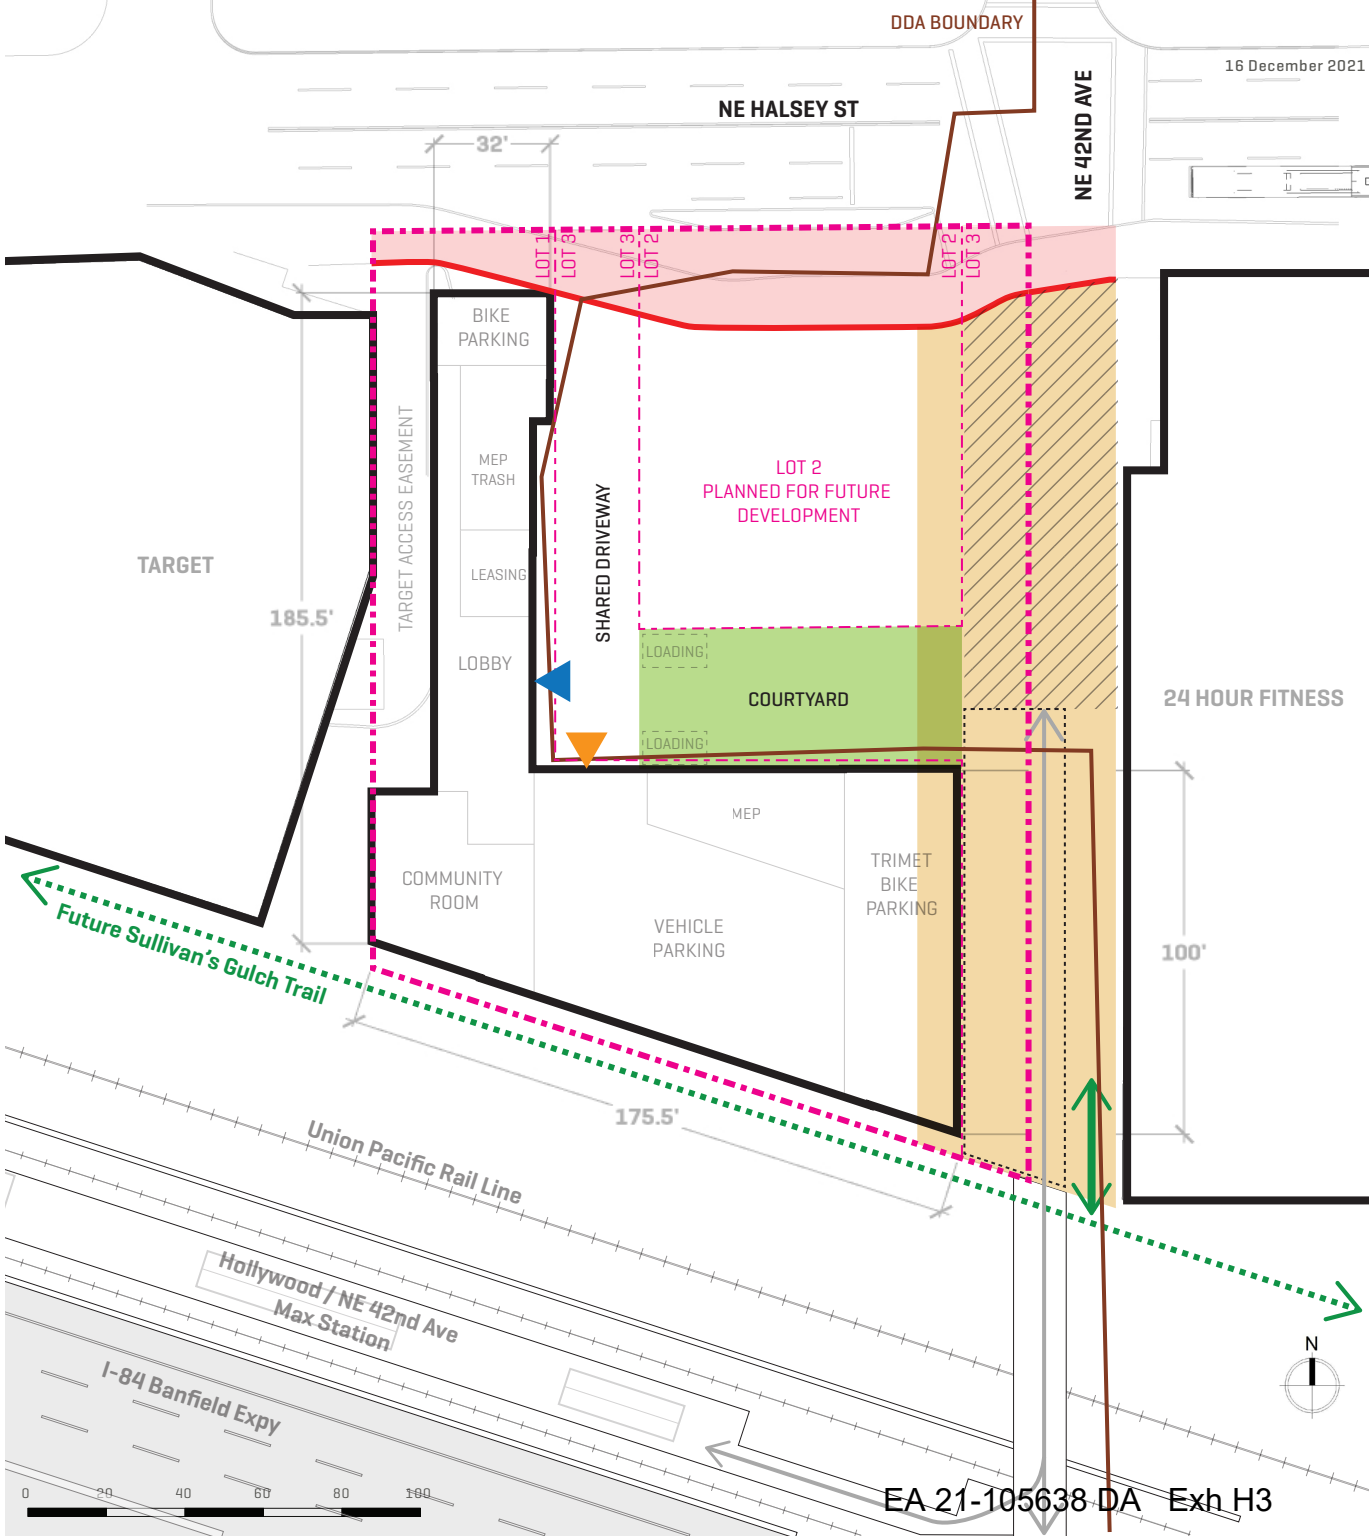 DDA BOUNDARY
16 December 2021
NE HALSEY ST
NE 42ND AVE
32'
LOT 1
LOT 3
LOT 3
LOT 2
LOT 2
LOT 3
BIKE
PARKING
TARGET ACCESS EASEMENT
MEP
TRASH
LOT 2
PLANNED FOR FUTURE
DEVELOPMENT
SHARED DRIVEWAY
TARGET
LEASING
185.5'
LOBBY
LOADING
COURTYARD
24 HOUR FITNESS
LOADING
MEP
COMMUNITY
ROOM
TRIMET
BIKE
PARKING
VEHICLE
PARKING
100'
Future Sullivan's Gulch Trail
175.5'
Union Pacific Rail Line
Hollywood / NE 42nd Ave
Max Station
I-84 Banfield Expy
N
0 20 40 60 80 100
EA 21-105638 DA Exh H3